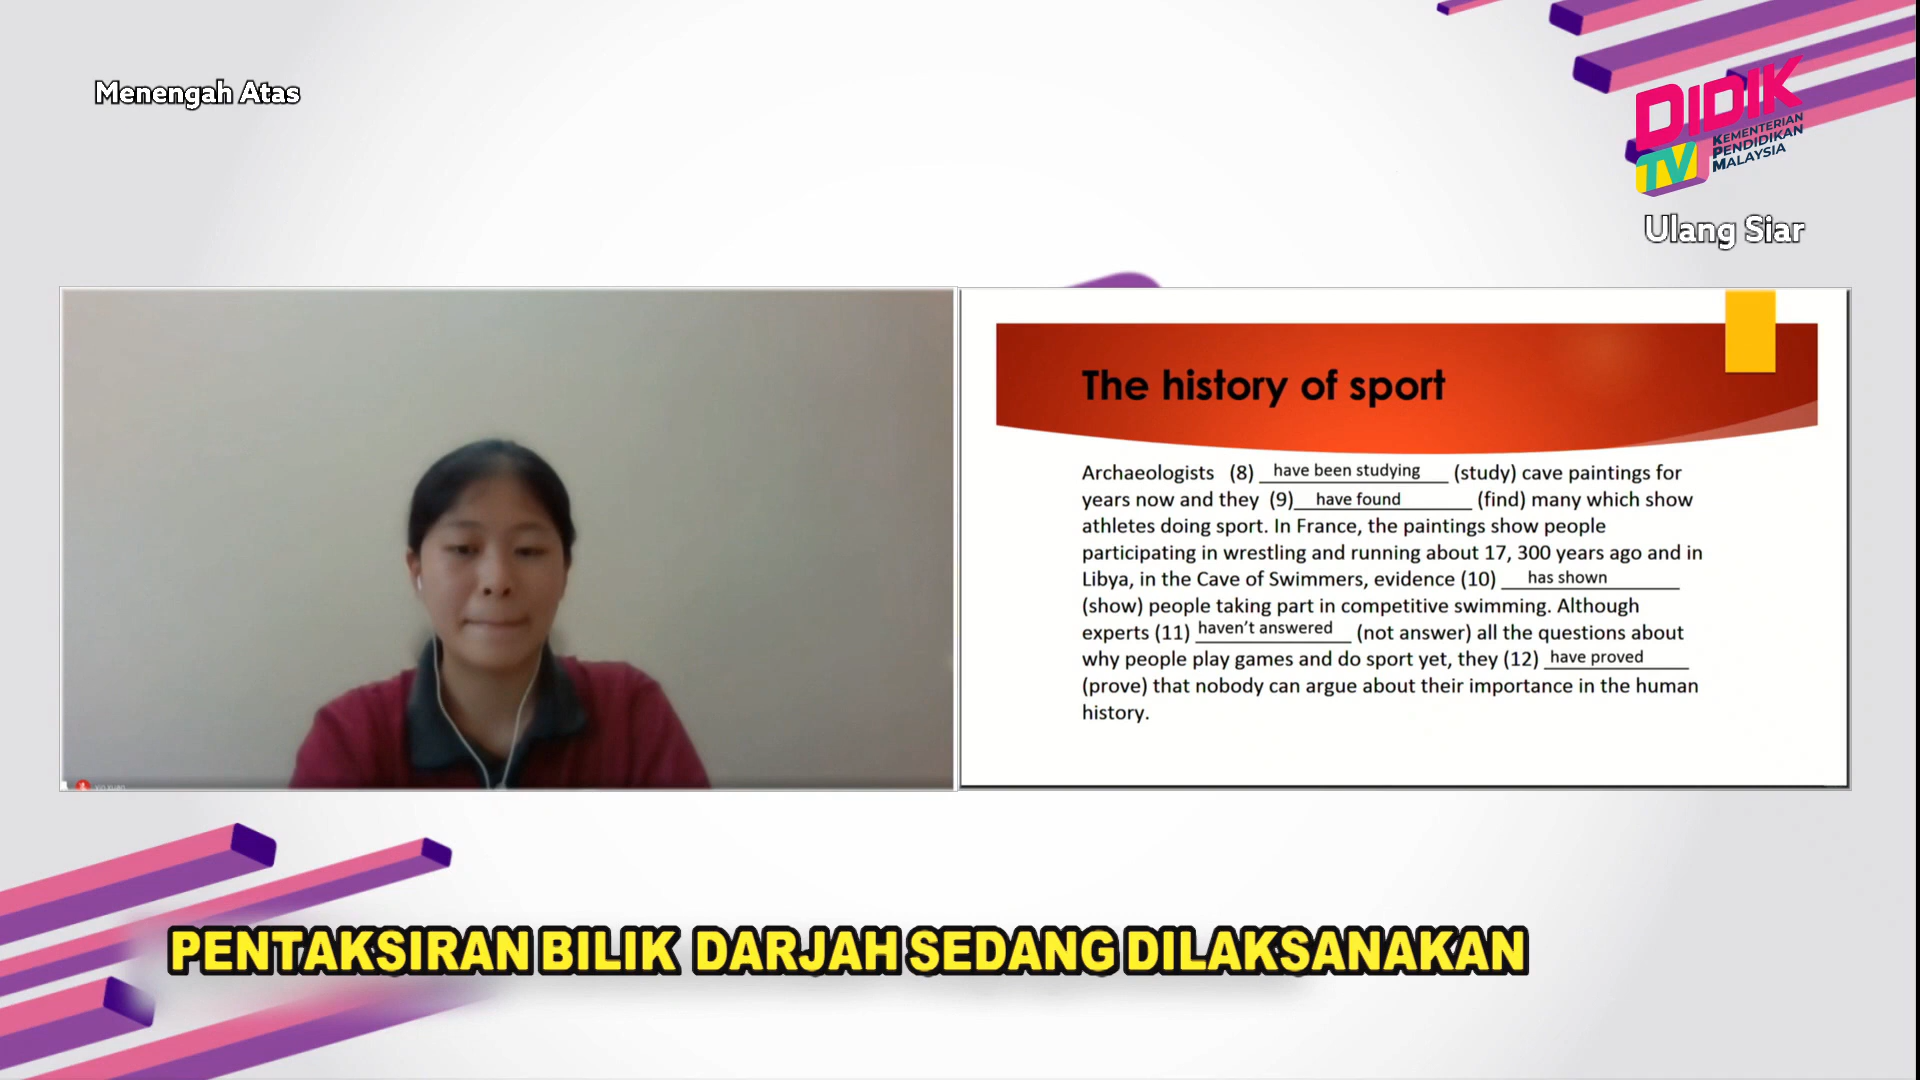 Menengah Atas
DIDIK
TV
KEMENTERIAN
PENDIDIKAN
MALAYSIA
Ulang Siar
The history of sport
Archaeologists (8) have been studying (study) cave paintings for
years now and they (9) have found (find) many which show
athletes doing sport. In France, the paintings show people
participating in wrestling and running about 17, 300 years ago and in
Libya, in the Cave of Swimmers, evidence (10) has shown
(show) people taking part in competitive swimming. Although
experts (11) haven't answered (not answer) all the questions about
why people play games and do sport yet, they (12) have proved
(prove) that nobody can argue about their importance in the human
history.
PENTAKSIRAN BILIK DARJAH SEDANG DILAKSANAKAN